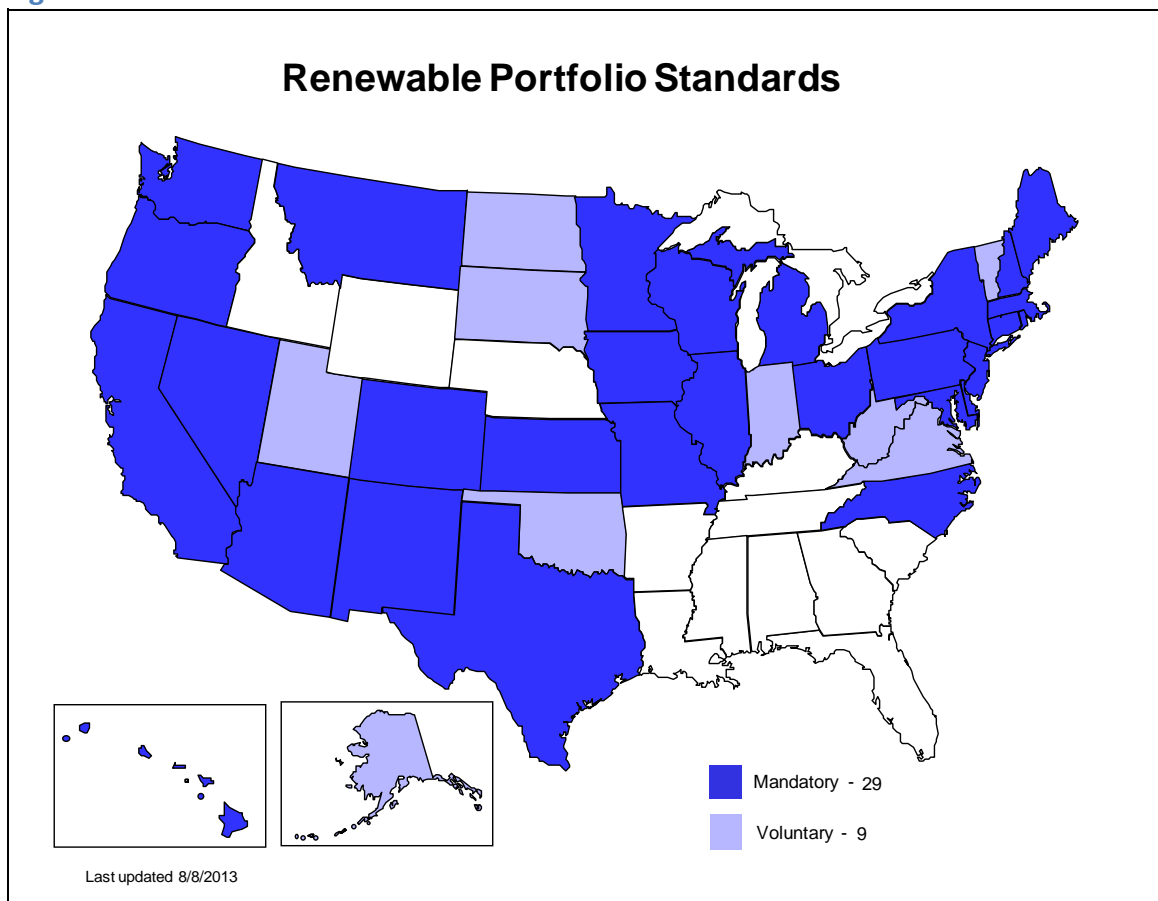 Renewable Portfolio Standards
Mandatory - 29
Voluntary - 9
Last updated 8/8/2013